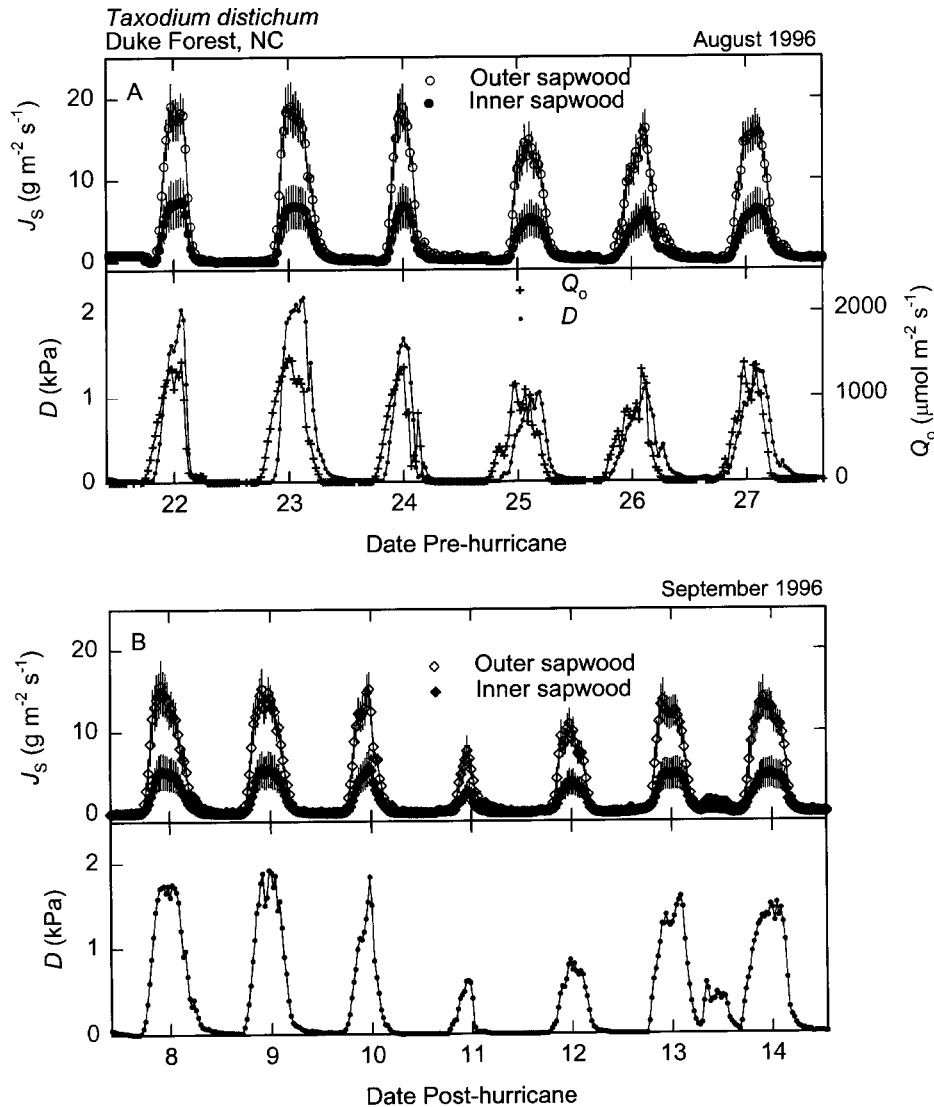 Taxodium distichum
Duke Forest, NC
August 1996
A
Outer sapwood
Inner sapwood
20
10
0
J_S (g m⁻² s⁻¹)
Q_o
D
2
1
0
D (kPa)
2000
1000
0
Q_o (μmol m⁻² s⁻¹)
22 23 24 25 26 27
Date Pre-hurricane
September 1996
B
Outer sapwood
Inner sapwood
20
10
0
J_S (g m⁻² s⁻¹)
2
1
0
D (kPa)
8 9 10 11 12 13 14
Date Post-hurricane